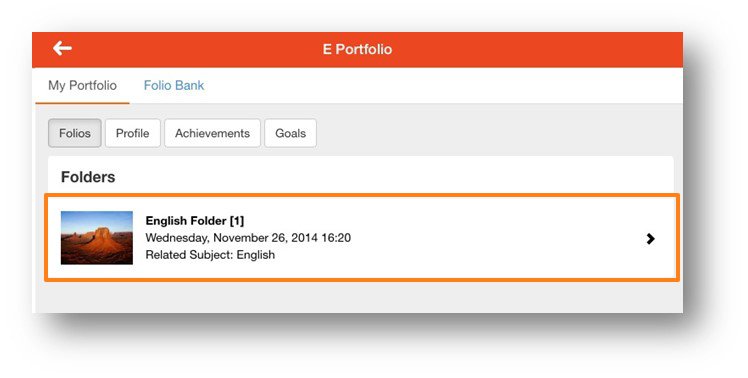 E Portfolio
My Portfolio Folio Bank
Folios Profile Achievements Goals
Folders
English Folder [1]
Wednesday, November 26, 2014 16:20
Related Subject: English